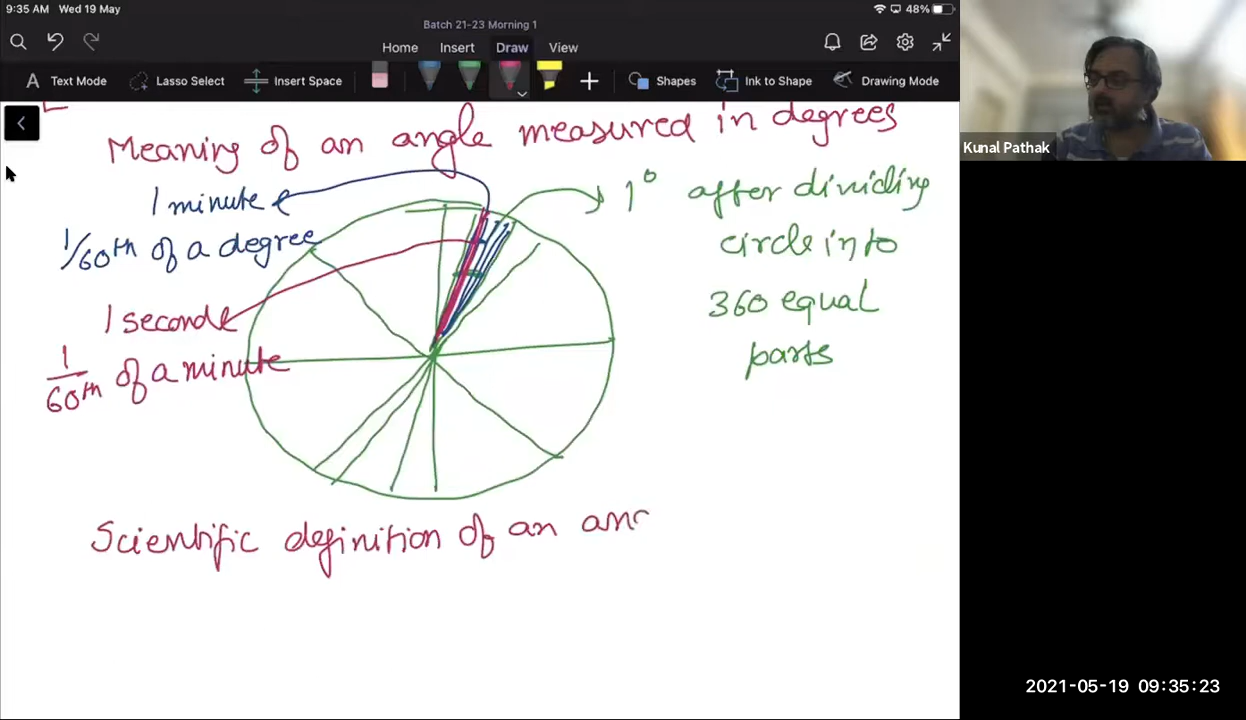 9:35 AM Wed 19 May
48%
Batch 21-23 Morning 1
Home Insert Draw View
Text Mode Lasso Select Insert Space Shapes Ink to Shape Drawing Mode
Meaning of an angle measured in degrees
1 minute
1/60th of a degree
1 second
1/60th of a minute
1° after dividing
circle into
360 equal
parts
Scientific definition of an ang
Kunal Pathak
2021-05-19 09:35:23